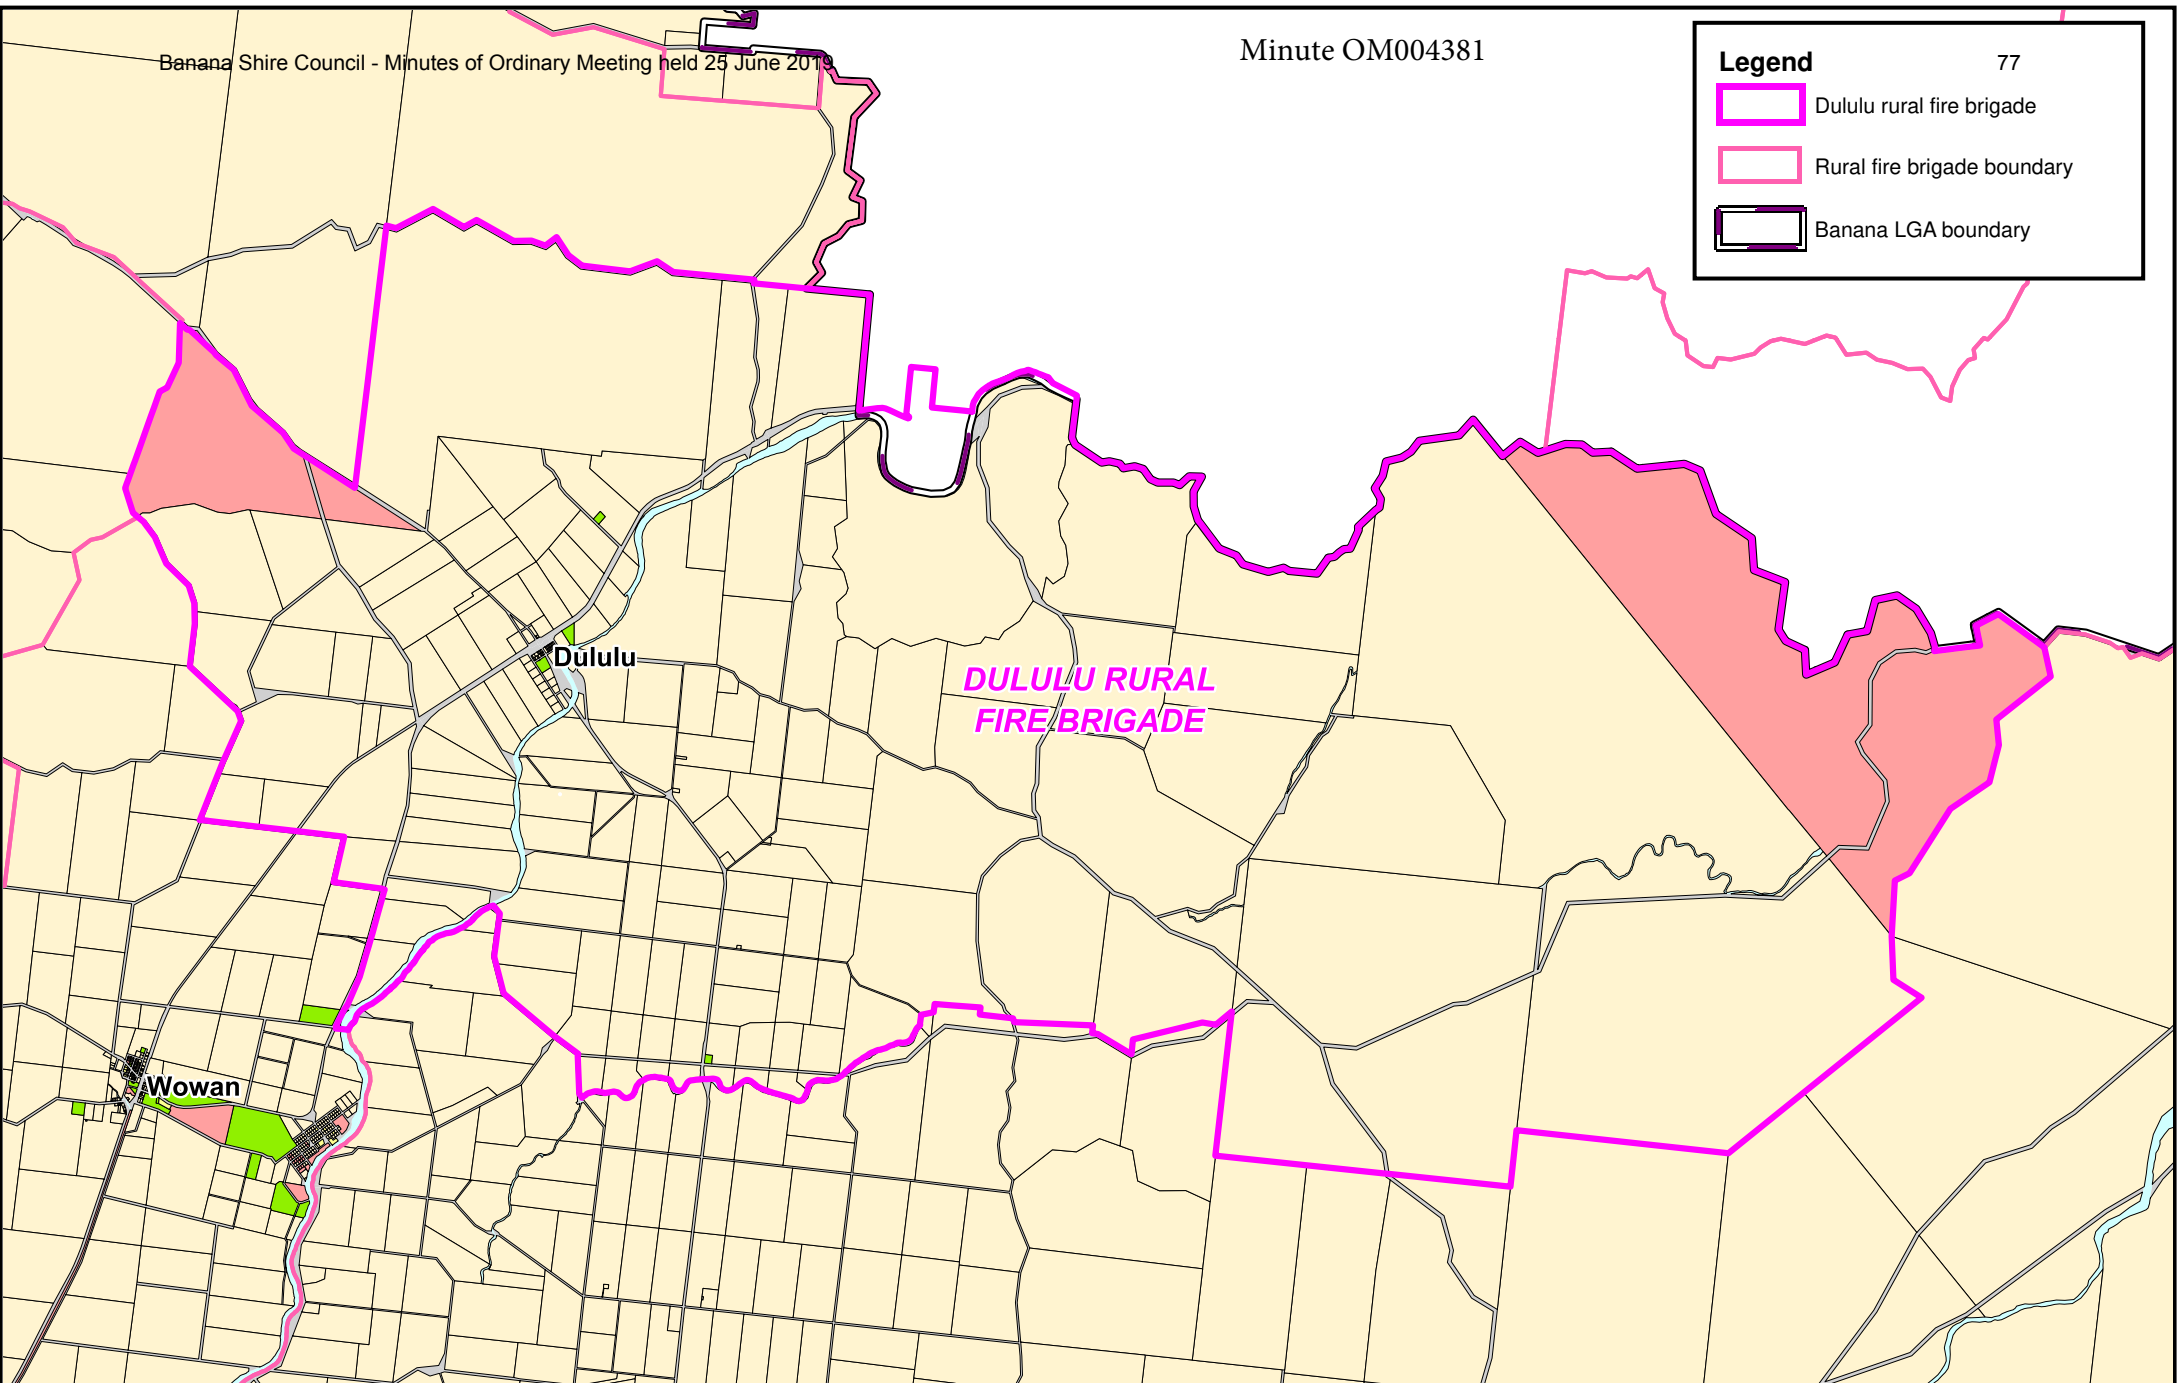 Banana Shire Council - Minutes of Ordinary Meeting held 25 June 2019
Minute OM004381
77
Legend
Dululu rural fire brigade
Rural fire brigade boundary
Banana LGA boundary
Dululu
DULULU RURAL
FIRE BRIGADE
Wowan